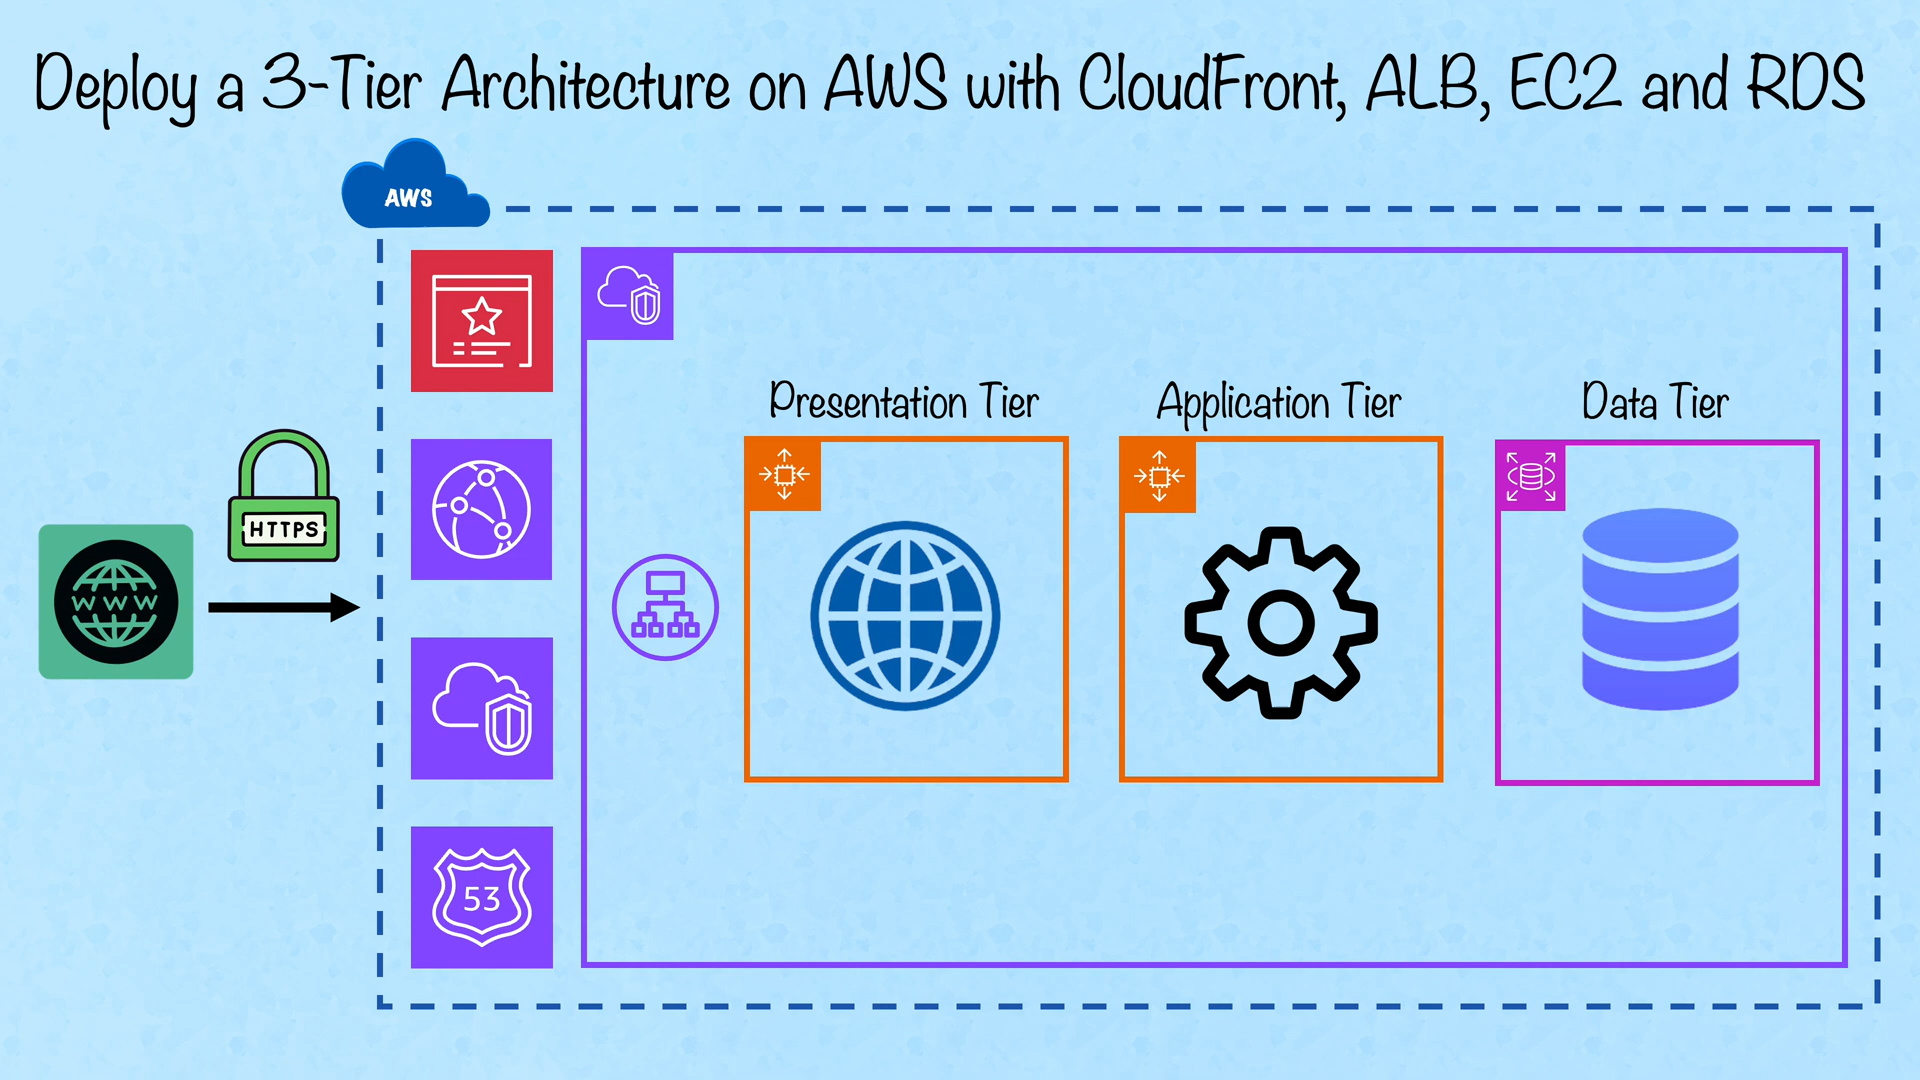 Deploy a 3-Tier Architecture on AWS with CloudFront, ALB, EC2 and RDS
AWS
Presentation Tier
Application Tier
Data Tier
HTTPS
WWW
53